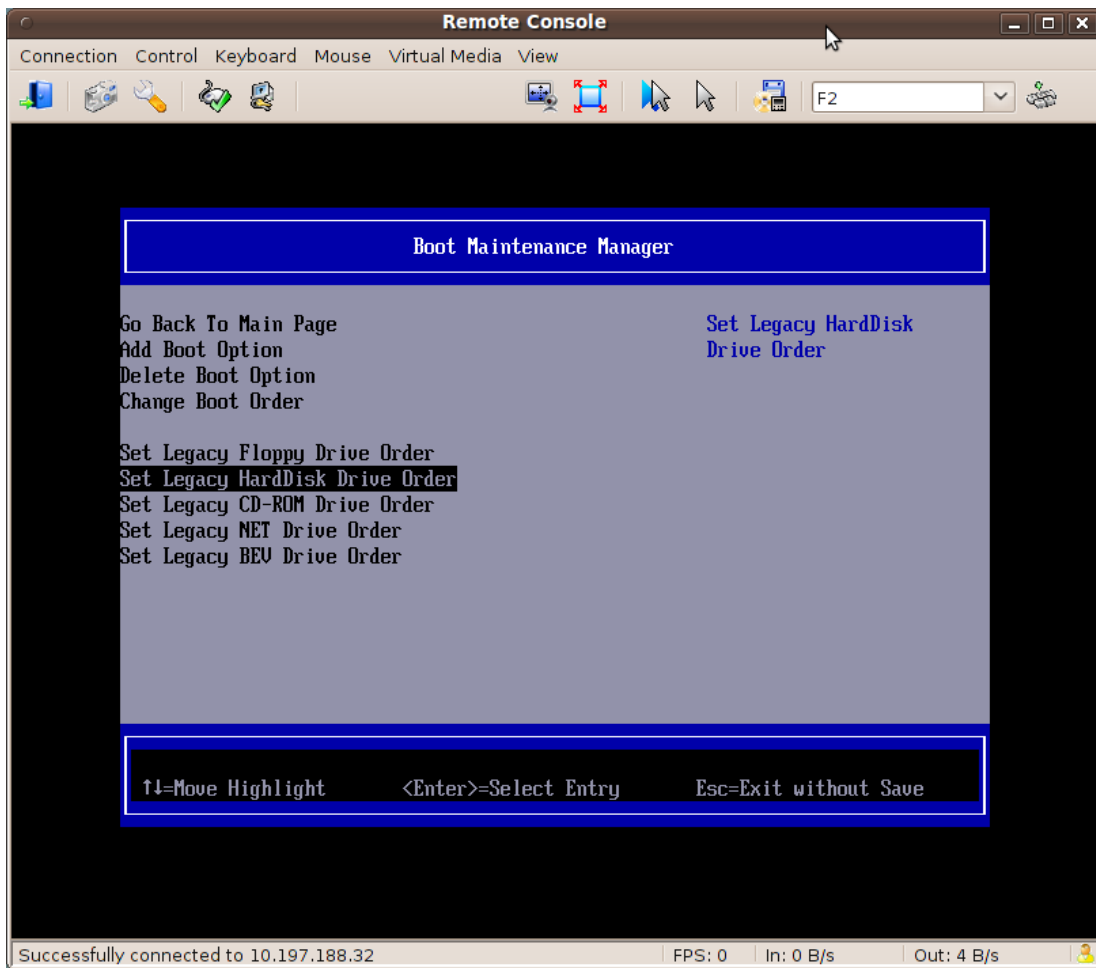 Remote Console
Connection Control Keyboard Mouse Virtual Media View
F2
Boot Maintenance Manager
Go Back To Main Page
Add Boot Option
Delete Boot Option
Change Boot Order
Set Legacy Floppy Drive Order
Set Legacy HardDisk Drive Order
Set Legacy CD-ROM Drive Order
Set Legacy NET Drive Order
Set Legacy BEV Drive Order
Set Legacy HardDisk
Drive Order
↑↓=Move Highlight <Enter>=Select Entry Esc=Exit without Save
Successfully connected to 10.197.188.32 FPS: 0 In: 0 B/s Out: 4 B/s